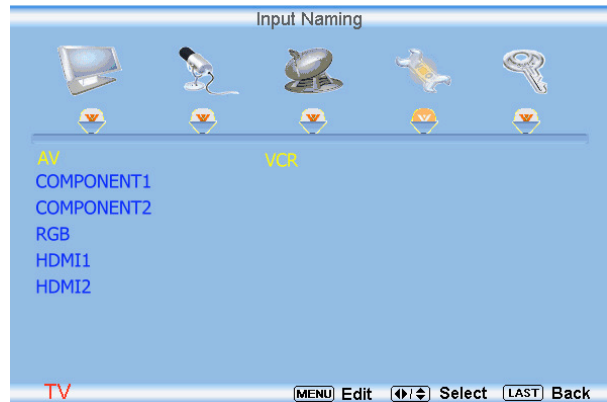 Input Naming
AV VCR
COMPONENT1
COMPONENT2
RGB
HDMI1
HDMI2
TV MENU Edit Select LAST Back